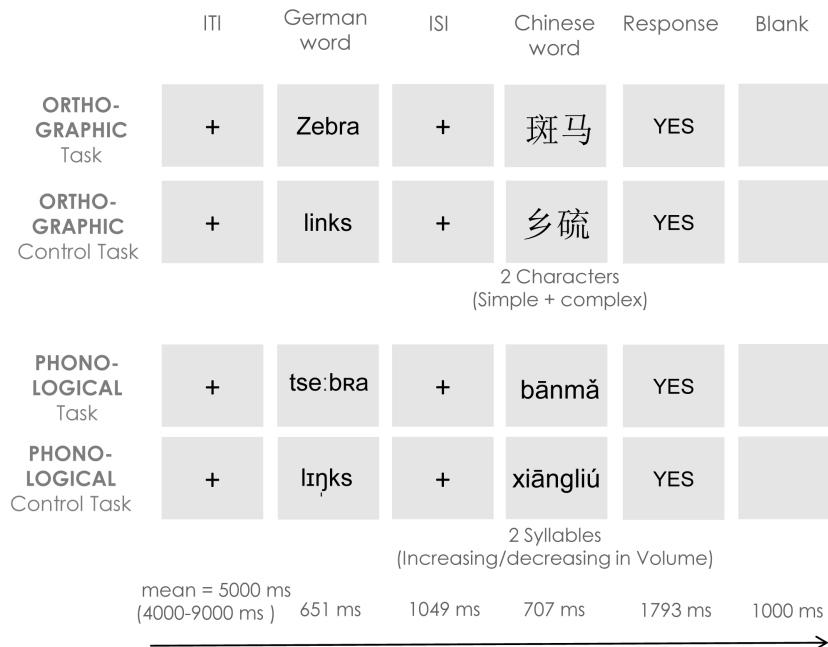 ITI German word ISI Chinese word Response Blank
ORTHO-
GRAPHIC
Task
+ Zebra + 斑马 YES
ORTHO-
GRAPHIC
Control Task
+ links + 乡硫 YES
2 Characters
(Simple + complex)
PHONO-
LOGICAL
Task
+ tseːbʀa + bānmǎ YES
PHONO-
LOGICAL
Control Task
+ lɪŋ̩ks + xiāngliú YES
2 Syllables
(Increasing/decreasing in Volume)
mean = 5000 ms
(4000-9000 ms ) 651 ms 1049 ms 707 ms 1793 ms 1000 ms